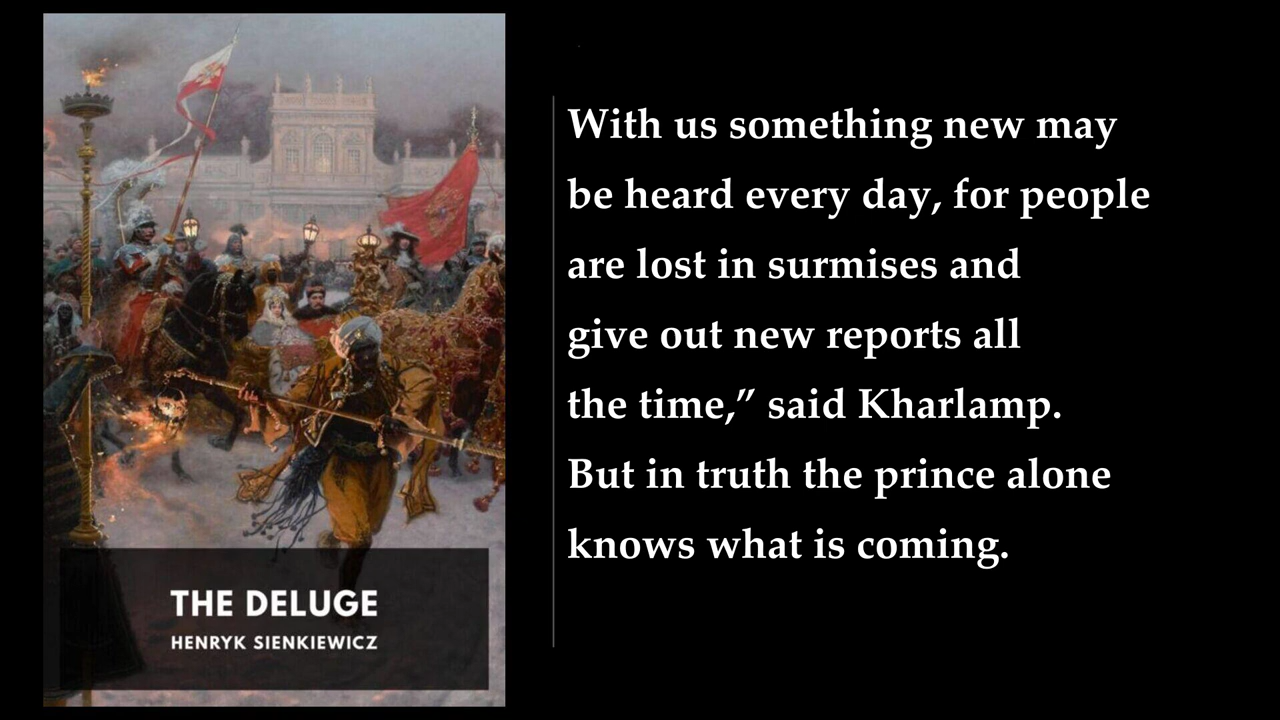 THE DELUGE
HENRYK SIENKIEWICZ
With us something new may
be heard every day, for people
are lost in surmises and
give out new reports all
the time,” said Kharlamp.
But in truth the prince alone
knows what is coming.